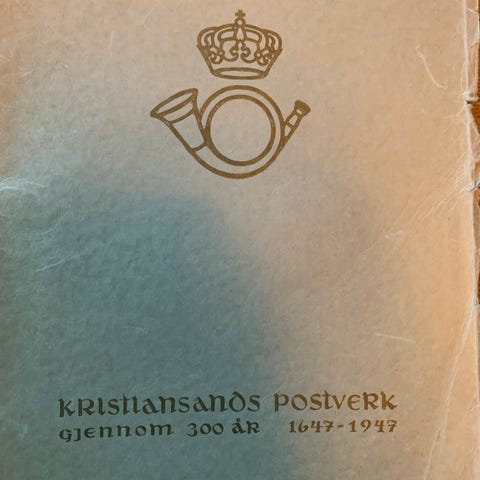 KRISTIANSANDS POSTVERK
GJENNOM 300 ÅR 1647-1947